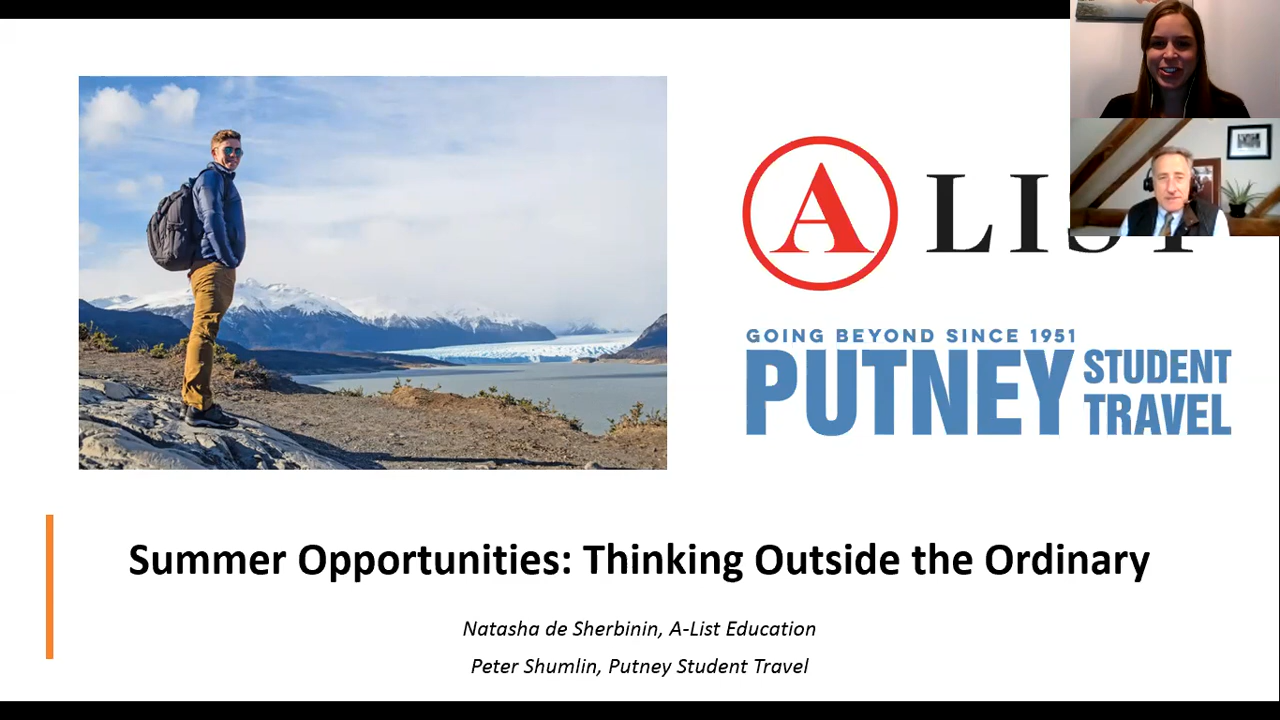 A LIST
GOING BEYOND SINCE 1951
PUTNEY STUDENT TRAVEL
Summer Opportunities: Thinking Outside the Ordinary
Natasha de Sherbinin, A-List Education
Peter Shumlin, Putney Student Travel